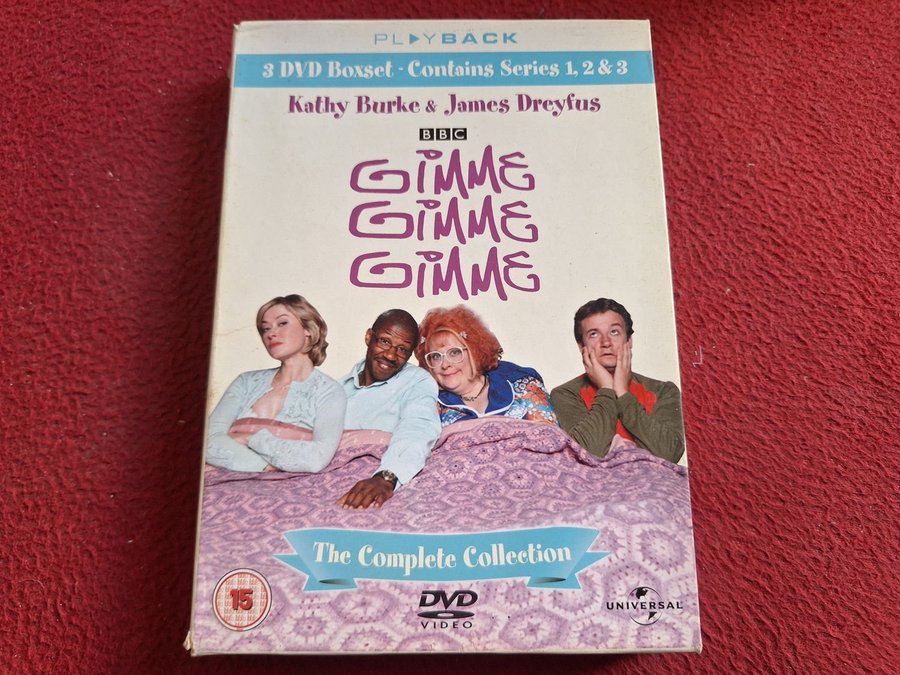 PLAYBACK
3 DVD Boxset - Contains Series 1, 2 & 3
Kathy Burke & James Dreyfus
BBC
GIMME
GIMME
GIMME
The Complete Collection
15
DVD
VIDEO
UNIVERSAL